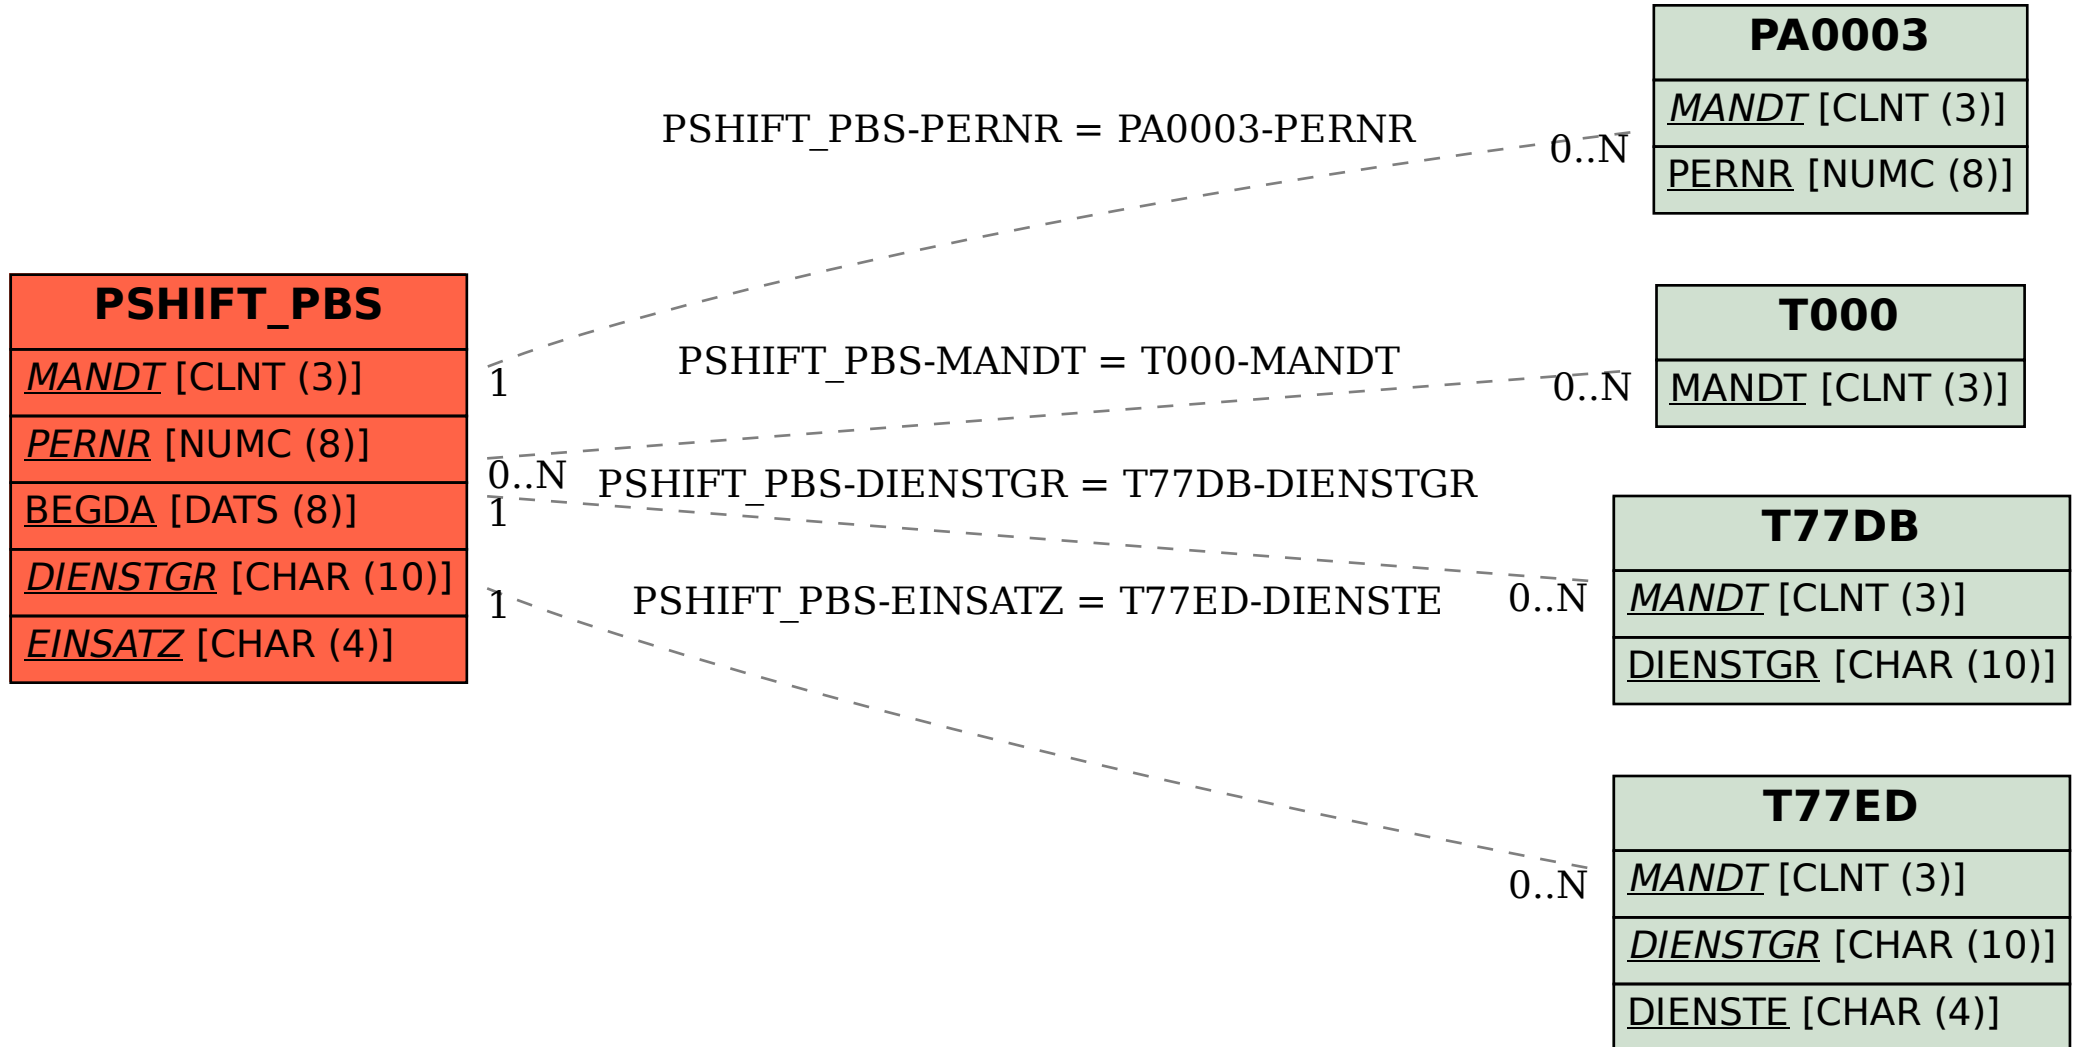 PSHIFT_PBS
MANDT [CLNT (3)]
PERNR [NUMC (8)]
BEGDA [DATS (8)]
DIENSTGR [CHAR (10)]
EINSATZ [CHAR (4)]
PSHIFT_PBS-PERNR = PA0003-PERNR
0..N
1
PSHIFT_PBS-MANDT = T000-MANDT
0..N
0..N
PSHIFT_PBS-DIENSTGR = T77DB-DIENSTGR
1
0..N
PSHIFT_PBS-EINSATZ = T77ED-DIENSTE
1
0..N
PA0003
MANDT [CLNT (3)]
PERNR [NUMC (8)]
T000
MANDT [CLNT (3)]
T77DB
MANDT [CLNT (3)]
DIENSTGR [CHAR (10)]
T77ED
MANDT [CLNT (3)]
DIENSTGR [CHAR (10)]
DIENSTE [CHAR (4)]